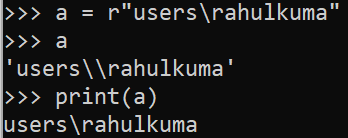 >>> a = r"users\rahulkuma"
>>> a
'users\\rahulkuma'
>>> print(a)
users\rahulkuma